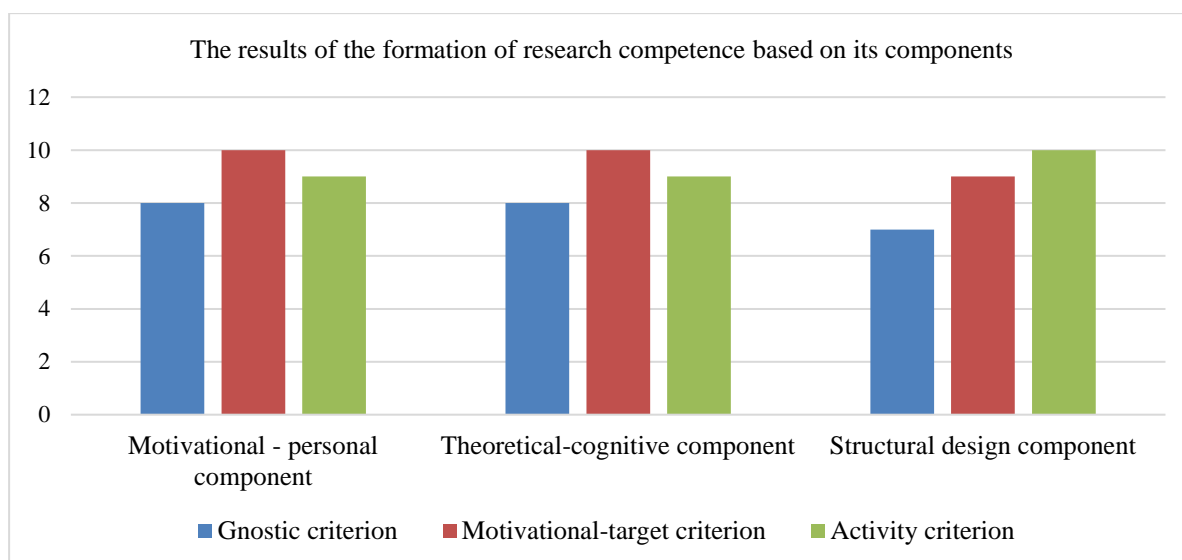 The results of the formation of research competence based on its components
12
10
8
6
4
2
0
Motivational - personal component
Theoretical-cognitive component
Structural design component
Gnostic criterion
Motivational-target criterion
Activity criterion